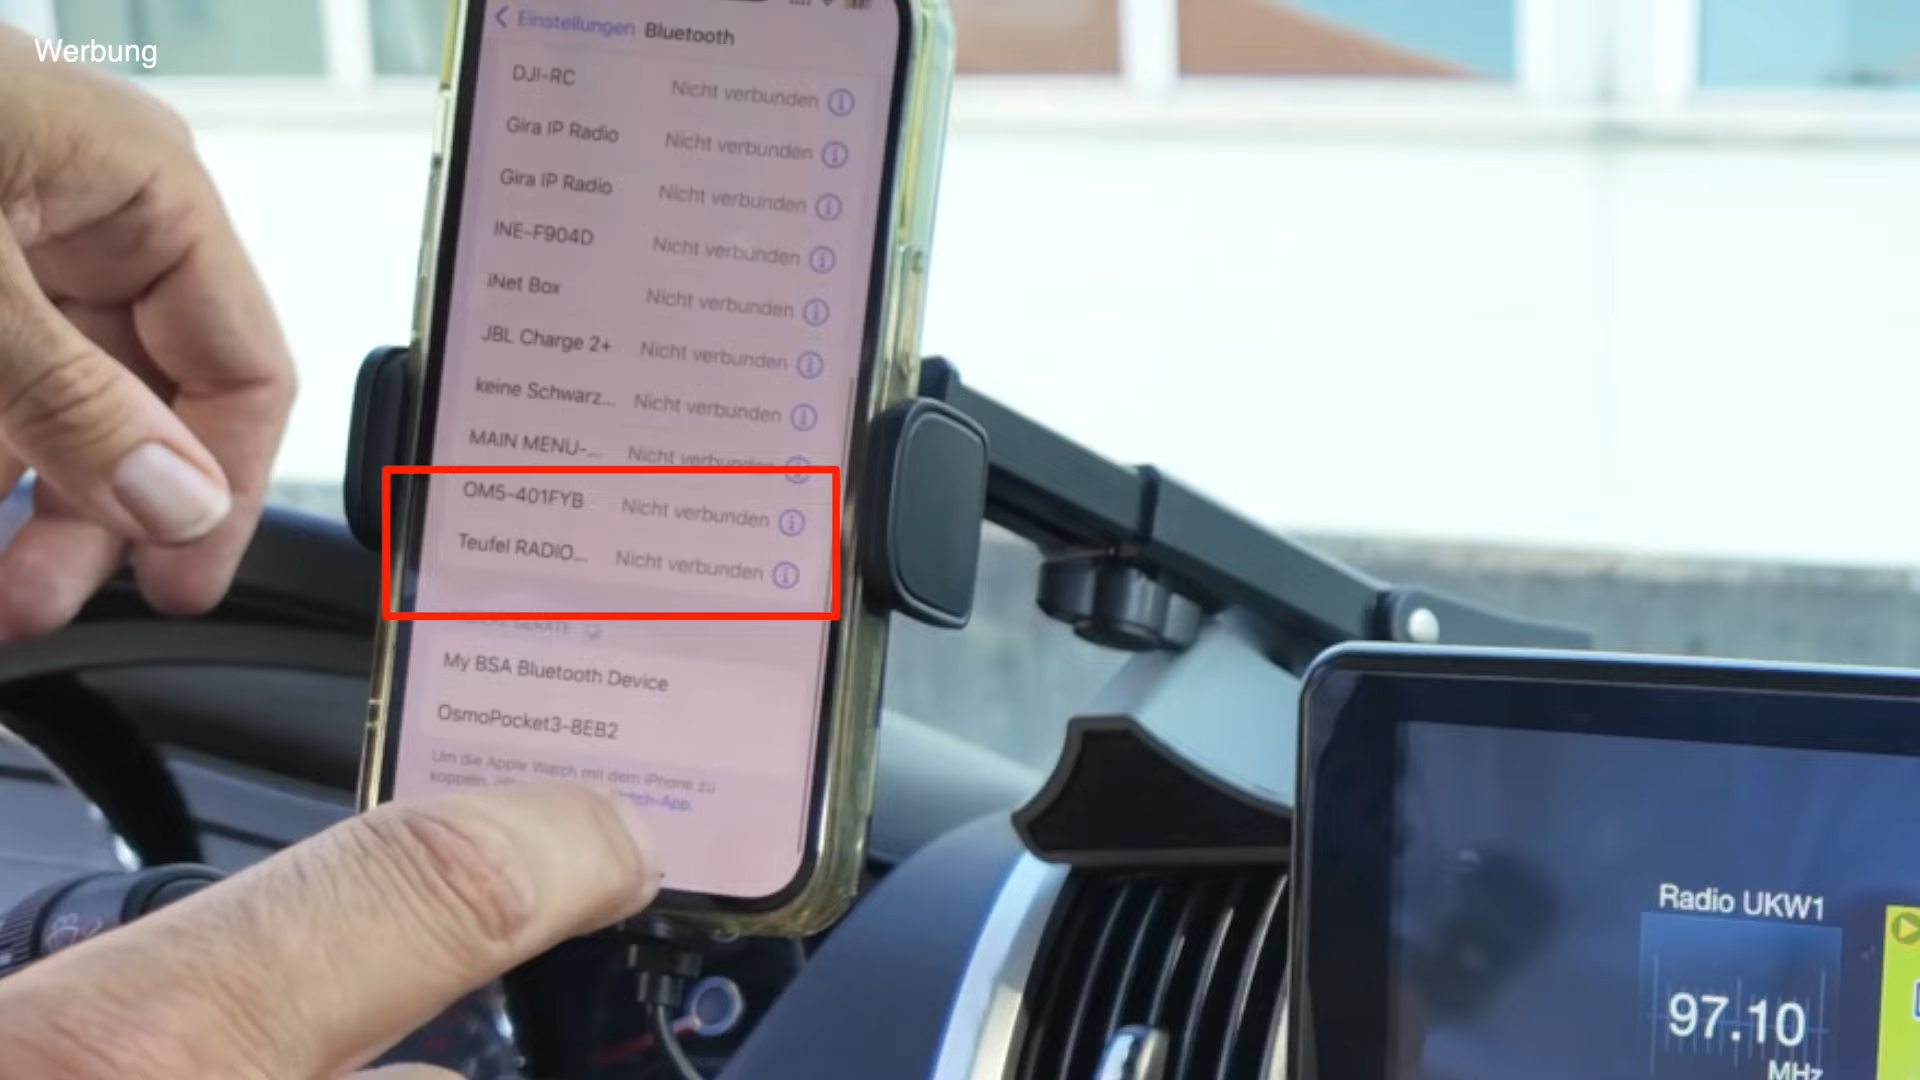 Werbung
Einstellungen Bluetooth
DJI-RC Nicht verbunden
Gira IP Radio Nicht verbunden
Gira IP Radio Nicht verbunden
INE-F904D Nicht verbunden
iNet Box Nicht verbunden
JBL Charge 2+ Nicht verbunden
keine Schwarz... Nicht verbunden
MAIN MENU-... Nicht verbunden
OM5-401FYB Nicht verbunden
Teufel RADIO... Nicht verbunden
GERÄTE
My BSA Bluetooth Device
OsmoPocket3-8EB2
Um die Apple Watch mit dem iPhone zu
koppeln,
Radio UKW1
97.10
MHz